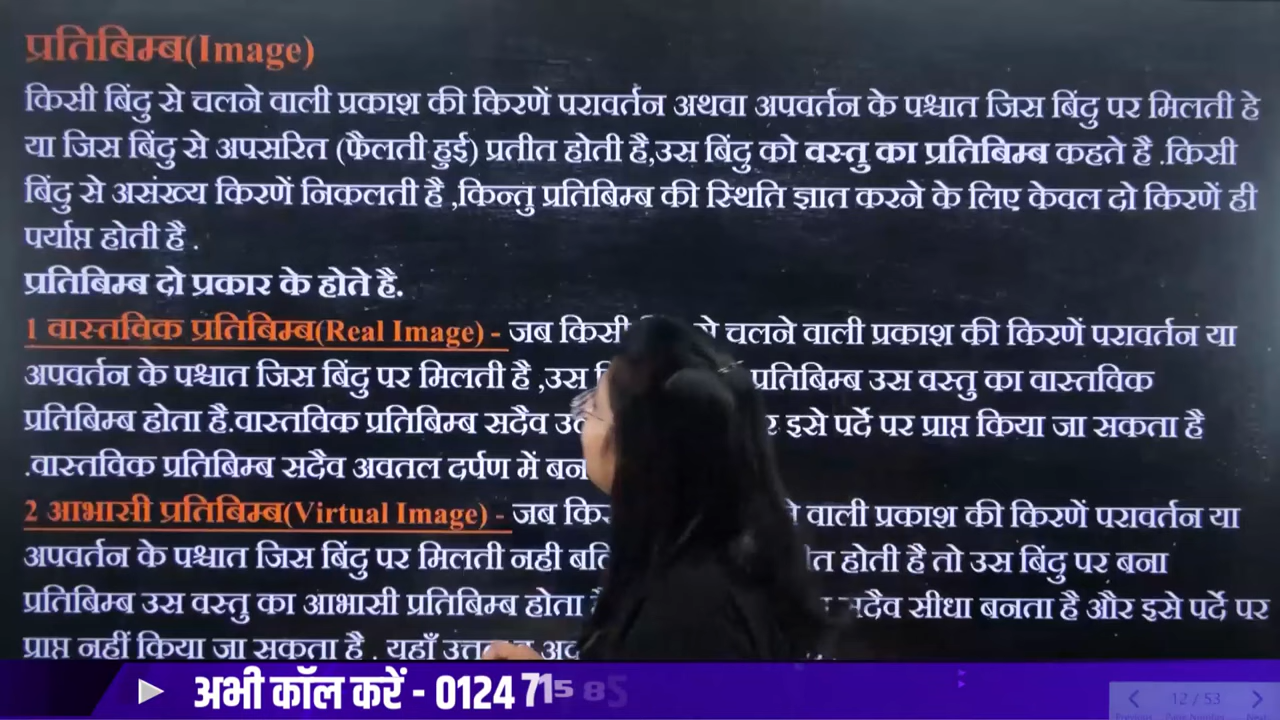 प्रतिबिम्ब(Image)
किसी बिंदु से चलने वाली प्रकाश की किरणें परावर्तन अथवा अपवर्तन के पश्चात जिस बिंदु पर मिलती हे
या जिस बिंदु से अपसरित (फैलती हुई) प्रतीत होती है,उस बिंदु को वस्तु का प्रतिबिम्ब कहते है .किसी
बिंदु से असंख्य किरणें निकलती है ,किन्तु प्रतिबिम्ब की स्थिति ज्ञात करने के लिए केवल दो किरणें ही
पर्याप्त होती है .
प्रतिबिम्ब दो प्रकार के होते है.
1 वास्तविक प्रतिबिम्ब(Real Image) - जब किसी चलने वाली प्रकाश की किरणें परावर्तन या
अपवर्तन के पश्चात जिस बिंदु पर मिलती है ,उस प्रतिबिम्ब उस वस्तु का वास्तविक
प्रतिबिम्ब होता है.वास्तविक प्रतिबिम्ब सदैव इसे पर्दे पर प्राप्त किया जा सकता है
.वास्तविक प्रतिबिम्ब सदैव अवतल दर्पण में
2 आभासी प्रतिबिम्ब(Virtual Image) - जब वाली प्रकाश की किरणें परावर्तन या
अपवर्तन के पश्चात जिस बिंदु पर मिलती नही होती है तो उस बिंदु पर बना
प्रतिबिम्ब उस वस्तु का आभासी प्रतिबिम्ब होता सदैव सीधा बनता है और इसे पर्दे पर
प्राप्त नहीं किया जा सकता है . यहाँ
अभी कॉल करें - 0124 715 85
12 / 53